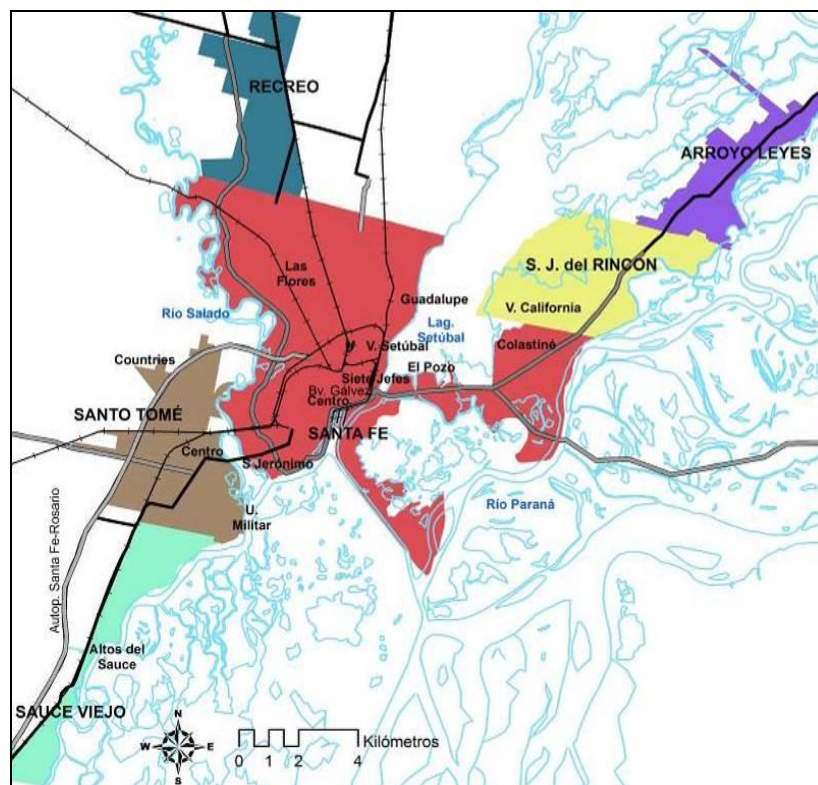 RECREO
ARROYO LEYES
S. J. del RINCON
Las
Flores
Guadalupe
V. California
Río Salado
Lag.
Setúbal
Colastiné
V. Setúbal
Countries
El Pozo
Siete Jefes
Bv. Gálvez
Centro
SANTO TOMÉ
SANTA FE
Centro
S Jerónimo
U.
Militar
Río Paraná
Autop. Santa Fe-Rosario
Altos del
Sauce
SAUCE VIEJO
N
W E
S
Kilómetros
0 1 2 4